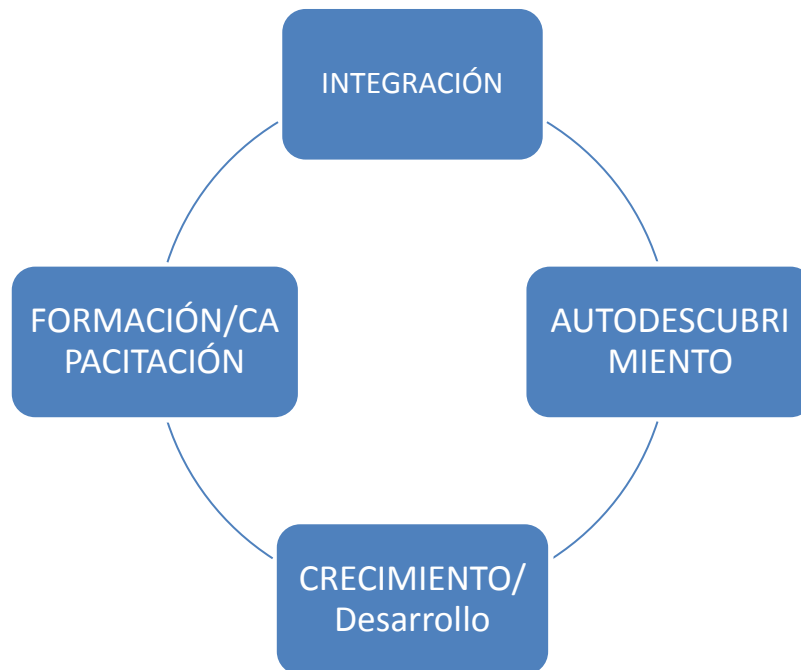 INTEGRACIÓN
FORMACIÓN/CA
PACITACIÓN
AUTODESCUBRI
MIENTO
CRECIMIENTO/
Desarrollo